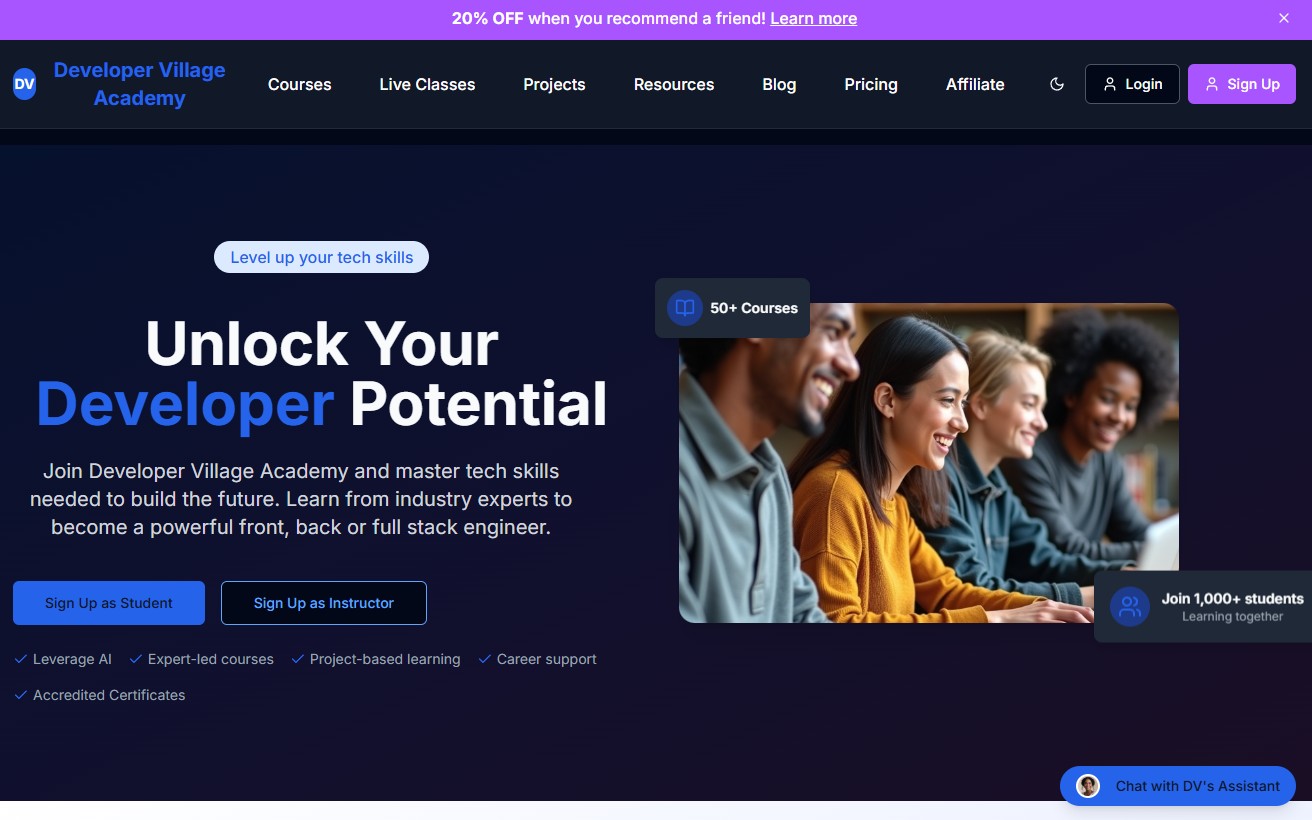 20% OFF when you recommend a friend! Learn more
DV
Developer Village
Academy
Courses
Live Classes
Projects
Resources
Blog
Pricing
Affiliate
Login
Sign Up
Level up your tech skills
Unlock Your
Developer Potential
Join Developer Village Academy and master tech skills
needed to build the future. Learn from industry experts to
become a powerful front, back or full stack engineer.
Sign Up as Student
Sign Up as Instructor
Leverage AI
Expert-led courses
Project-based learning
Career support
Accredited Certificates
50+ Courses
Join 1,000+ students
Learning together
Chat with DV's Assistant